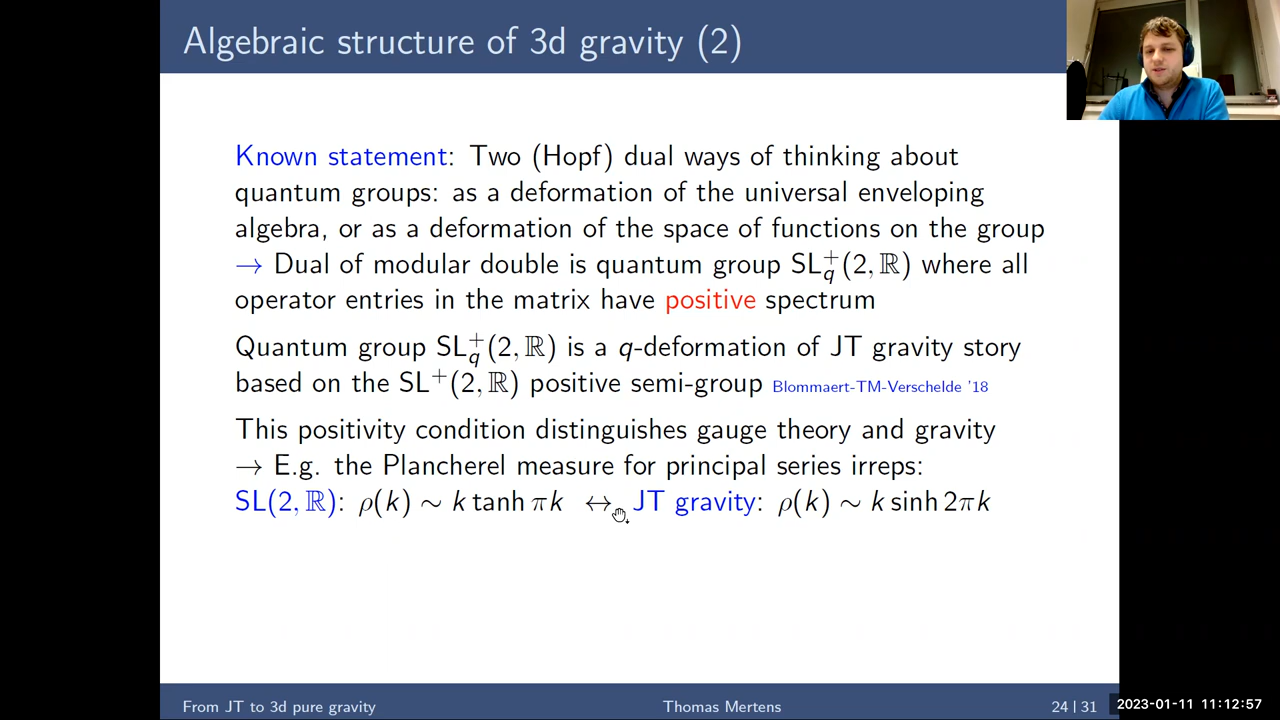 Algebraic structure of 3d gravity (2)
Known statement: Two (Hopf) dual ways of thinking about
quantum groups: as a deformation of the universal enveloping
algebra, or as a deformation of the space of functions on the group
→ Dual of modular double is quantum group SL⁺_q(2, ℝ) where all
operator entries in the matrix have positive spectrum
Quantum group SL⁺_q(2, ℝ) is a q-deformation of JT gravity story
based on the SL⁺(2, ℝ) positive semi-group Blommaert-TM-Verschelde '18
This positivity condition distinguishes gauge theory and gravity
→ E.g. the Plancherel measure for principal series irreps:
SL(2, ℝ): ρ(k) ∼ k tanh πk ↔ JT gravity: ρ(k) ∼ k sinh 2πk
From JT to 3d pure gravity
Thomas Mertens
24 | 31
2023-01-11 11:12:57